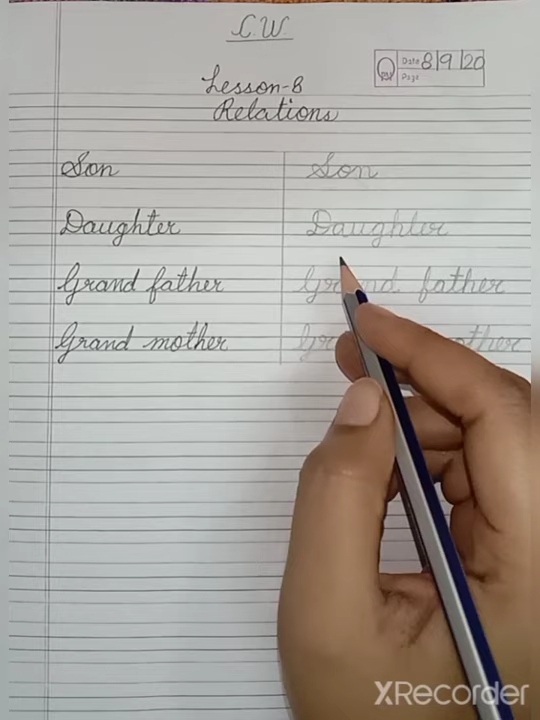 C.W.
Date 8/9/20
Page
Lesson-8
Relations
Son Son
Daughter Daughter
Grand father Grand father
Grand mother
XRecorder